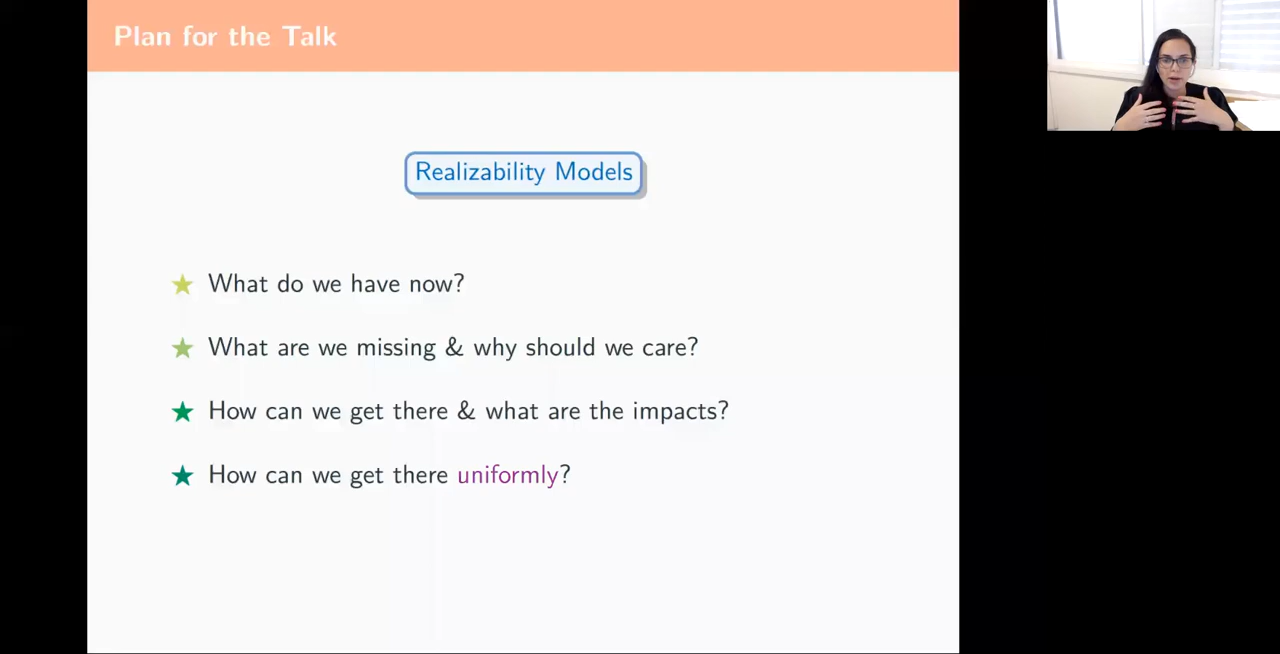 Plan for the Talk
Realizability Models
What do we have now?
What are we missing & why should we care?
How can we get there & what are the impacts?
How can we get there uniformly?